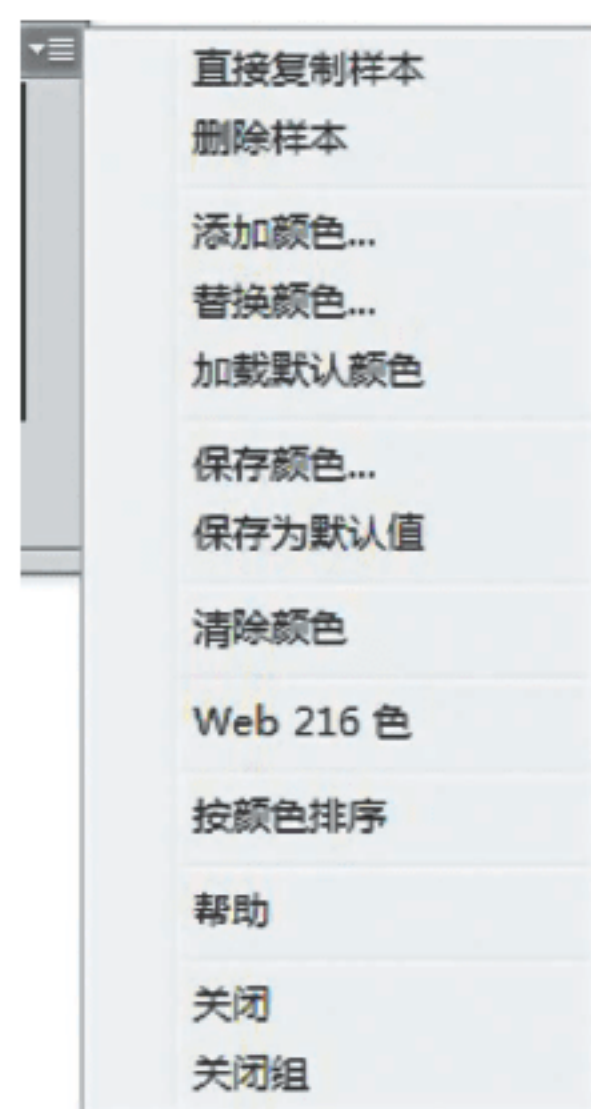 直接复制样本
删除样本
添加颜色...
替换颜色...
加载默认颜色
保存颜色...
保存为默认值
清除颜色
Web 216 色
按颜色排序
帮助
关闭
关闭组